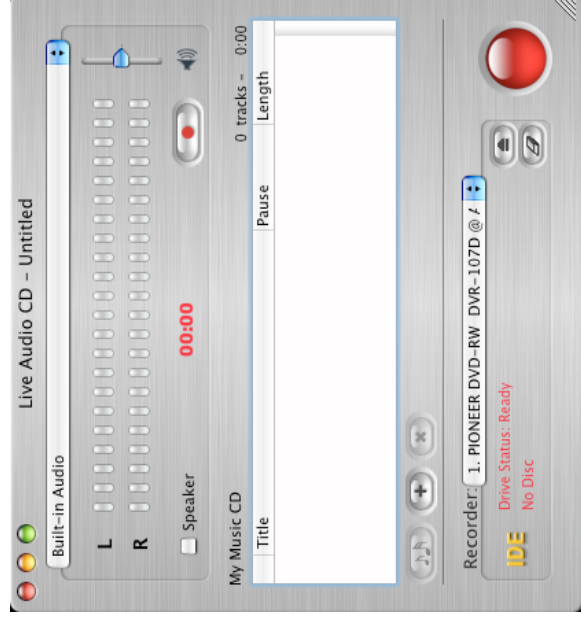 Live Audio CD – Untitled
Built-in Audio
L
R
Speaker
00:00
My Music CD
0 tracks – 0:00
Title Pause Length
Recorder: 1. PIONEER DVD-RW DVR-107D @ A
IDE
Drive Status: Ready
No Disc